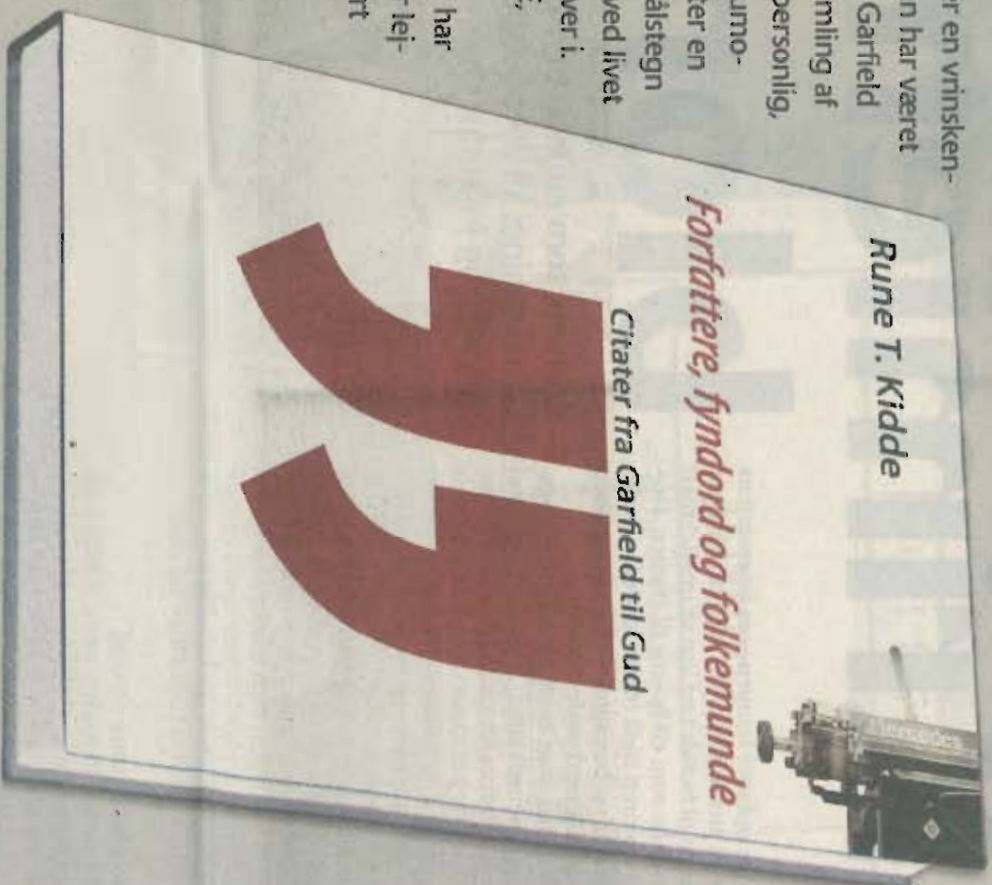 er en vrinsken-
n har været
Garfield
mling af
personlig,
umo-
ter en
ålstegn
ved livet
ver i.
har
r lej-
rt
Rune T. Kidde
Forfattere, fyndord og folkemunde
Citater fra Garfield til Gud